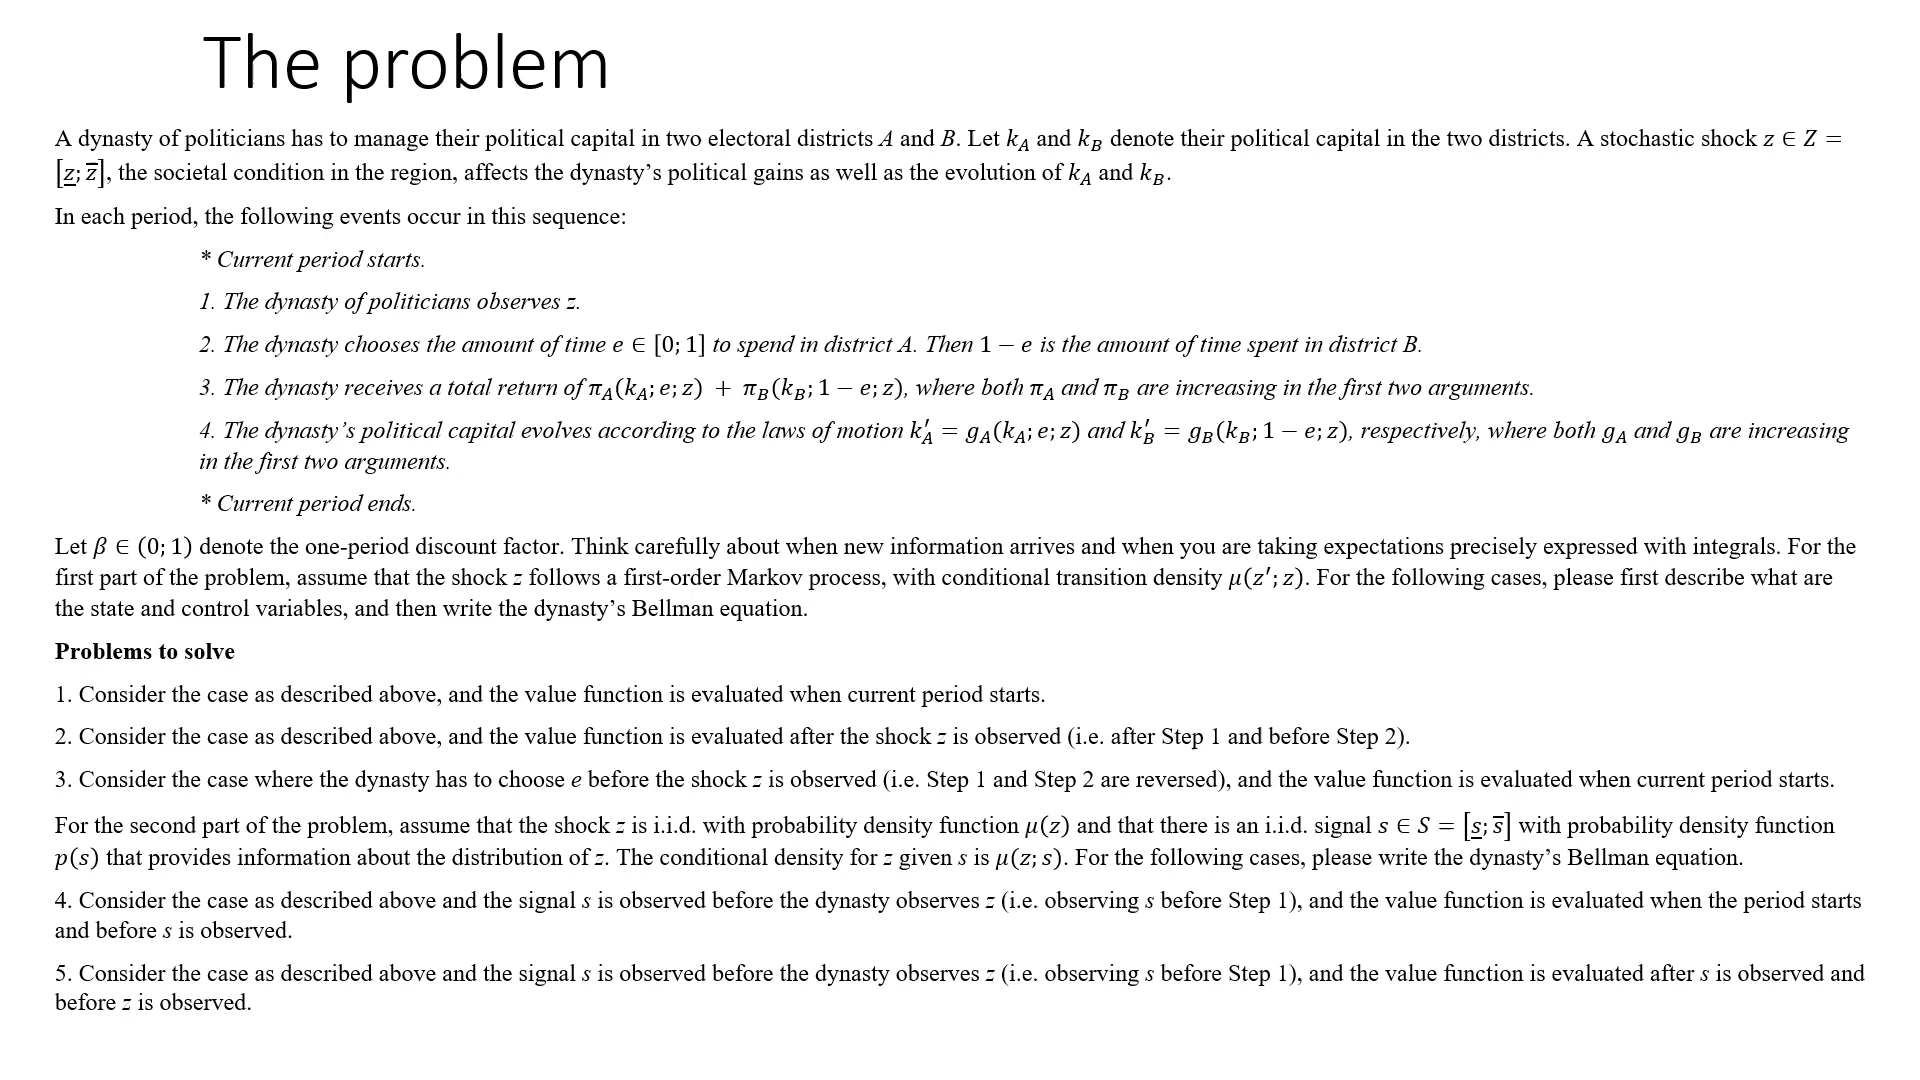 The problem
A dynasty of politicians has to manage their political capital in two electoral districts A and B. Let k_A and k_B denote their political capital in the two districts. A stochastic shock z ∈ Z =
[z̲; z̅], the societal condition in the region, affects the dynasty’s political gains as well as the evolution of k_A and k_B.
In each period, the following events occur in this sequence:
* Current period starts.
1. The dynasty of politicians observes z.
2. The dynasty chooses the amount of time e ∈ [0; 1] to spend in district A. Then 1 − e is the amount of time spent in district B.
3. The dynasty receives a total return of π_A(k_A; e; z) + π_B(k_B; 1 − e; z), where both π_A and π_B are increasing in the first two arguments.
4. The dynasty’s political capital evolves according to the laws of motion k′_A = g_A(k_A; e; z) and k′_B = g_B(k_B; 1 − e; z), respectively, where both g_A and g_B are increasing
in the first two arguments.
* Current period ends.
Let β ∈ (0; 1) denote the one-period discount factor. Think carefully about when new information arrives and when you are taking expectations precisely expressed with integrals. For the
first part of the problem, assume that the shock z follows a first-order Markov process, with conditional transition density μ(z′; z). For the following cases, please first describe what are
the state and control variables, and then write the dynasty’s Bellman equation.
Problems to solve
1. Consider the case as described above, and the value function is evaluated when current period starts.
2. Consider the case as described above, and the value function is evaluated after the shock z is observed (i.e. after Step 1 and before Step 2).
3. Consider the case where the dynasty has to choose e before the shock z is observed (i.e. Step 1 and Step 2 are reversed), and the value function is evaluated when current period starts.
For the second part of the problem, assume that the shock z is i.i.d. with probability density function μ(z) and that there is an i.i.d. signal s ∈ S = [s̲; s̅] with probability density function
p(s) that provides information about the distribution of z. The conditional density for z given s is μ(z; s). For the following cases, please write the dynasty’s Bellman equation.
4. Consider the case as described above and the signal s is observed before the dynasty observes z (i.e. observing s before Step 1), and the value function is evaluated when the period starts
and before s is observed.
5. Consider the case as described above and the signal s is observed before the dynasty observes z (i.e. observing s before Step 1), and the value function is evaluated after s is observed and
before z is observed.